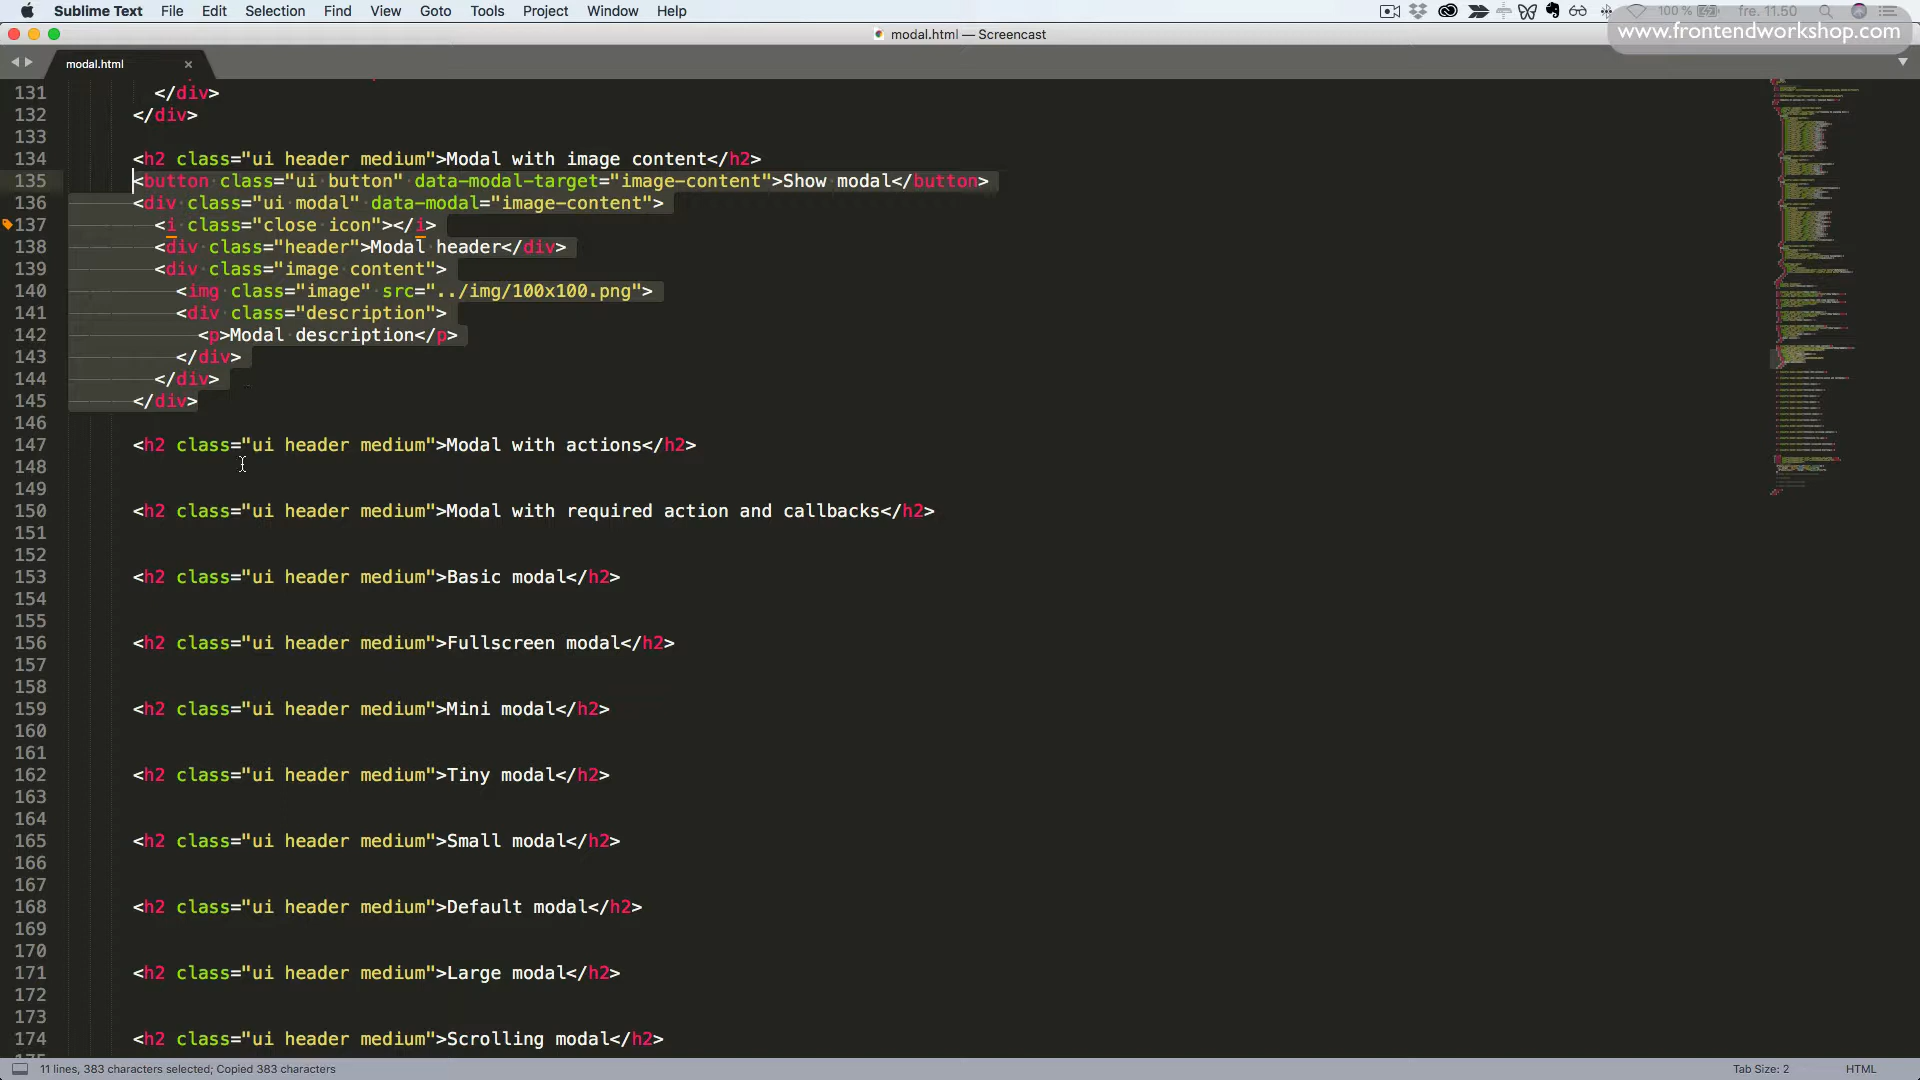 Sublime Text File Edit Selection Find View Goto Tools Project Window Help 100% fre. 11.50
modal.html — Screencast
www.frontendworkshop.com
modal.html
131 </div>
132 </div>
133
134 <h2 class="ui header medium">Modal with image content</h2>
135 <button class="ui button" data-modal-target="image-content">Show modal</button>
136 <div class="ui modal" data-modal="image-content">
137 <i class="close icon"></i>
138 <div class="header">Modal header</div>
139 <div class="image content">
140 <img class="image" src="../img/100x100.png">
141 <div class="description">
142 <p>Modal description</p>
143 </div>
144 </div>
145 </div>
146
147 <h2 class="ui header medium">Modal with actions</h2>
148
149
150 <h2 class="ui header medium">Modal with required action and callbacks</h2>
151
152
153 <h2 class="ui header medium">Basic modal</h2>
154
155
156 <h2 class="ui header medium">Fullscreen modal</h2>
157
158
159 <h2 class="ui header medium">Mini modal</h2>
160
161
162 <h2 class="ui header medium">Tiny modal</h2>
163
164
165 <h2 class="ui header medium">Small modal</h2>
166
167
168 <h2 class="ui header medium">Default modal</h2>
169
170
171 <h2 class="ui header medium">Large modal</h2>
172
173
174 <h2 class="ui header medium">Scrolling modal</h2>
11 lines, 383 characters selected; Copied 383 characters Tab Size: 2 HTML